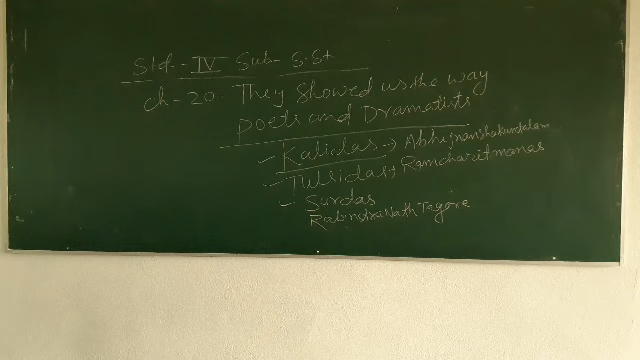 Std - IV Sub - S.St
ch - 20. They Showed us the way
Poets and Dramatists
- Kalidas → Abhijnanshakuntalam
- Tulsidas → Ramcharitmanas
- Surdas
Rabindranath Tagore